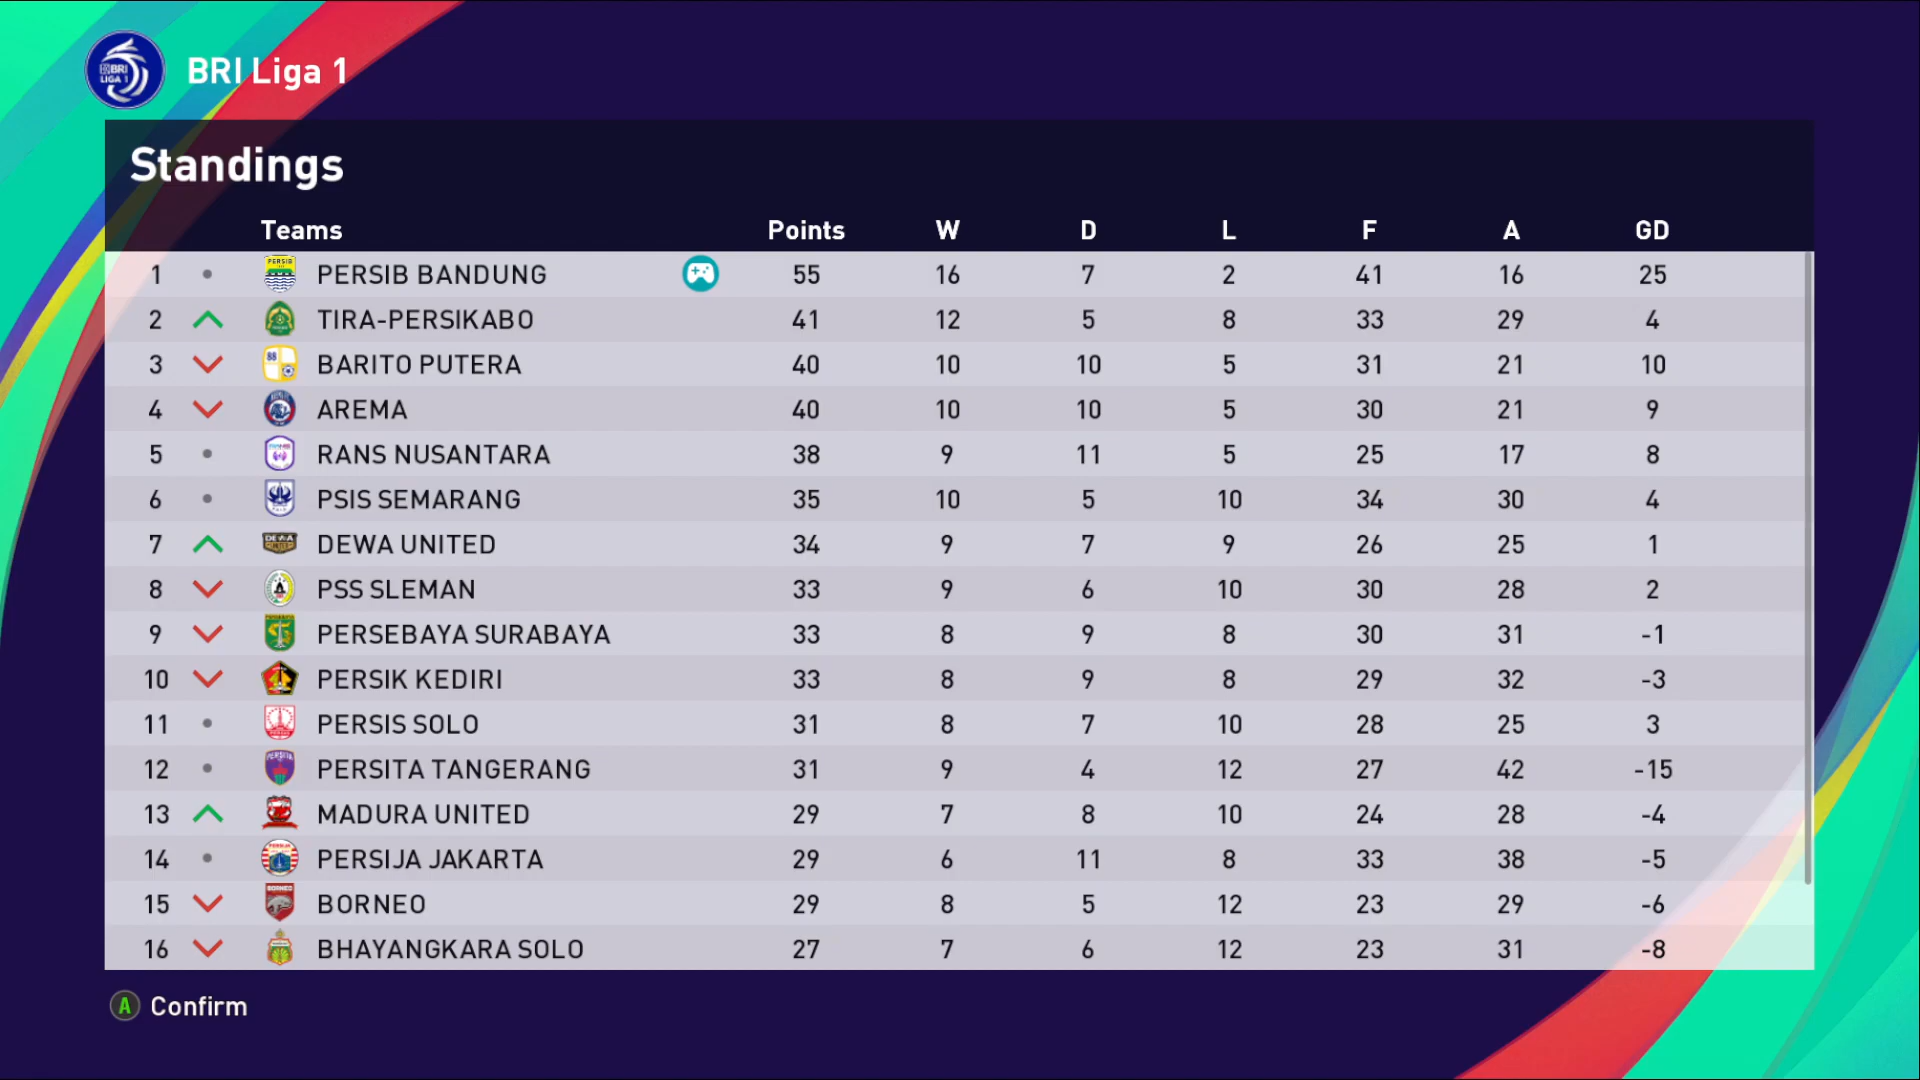 BRI LIGA 1
BRI Liga 1
Standings
Teams Points W D L F A GD
1 PERSIB BANDUNG 55 16 7 2 41 16 25
2 TIRA-PERSIKABO 41 12 5 8 33 29 4
3 BARITO PUTERA 40 10 10 5 31 21 10
4 AREMA 40 10 10 5 30 21 9
5 RANS NUSANTARA 38 9 11 5 25 17 8
6 PSIS SEMARANG 35 10 5 10 34 30 4
7 DEWA UNITED 34 9 7 9 26 25 1
8 PSS SLEMAN 33 9 6 10 30 28 2
9 PERSEBAYA SURABAYA 33 8 9 8 30 31 -1
10 PERSIK KEDIRI 33 8 9 8 29 32 -3
11 PERSIS SOLO 31 8 7 10 28 25 3
12 PERSITA TANGERANG 31 9 4 12 27 42 -15
13 MADURA UNITED 29 7 8 10 24 28 -4
14 PERSIJA JAKARTA 29 6 11 8 33 38 -5
15 BORNEO 29 8 5 12 23 29 -6
16 BHAYANGKARA SOLO 27 7 6 12 23 31 -8
A Confirm